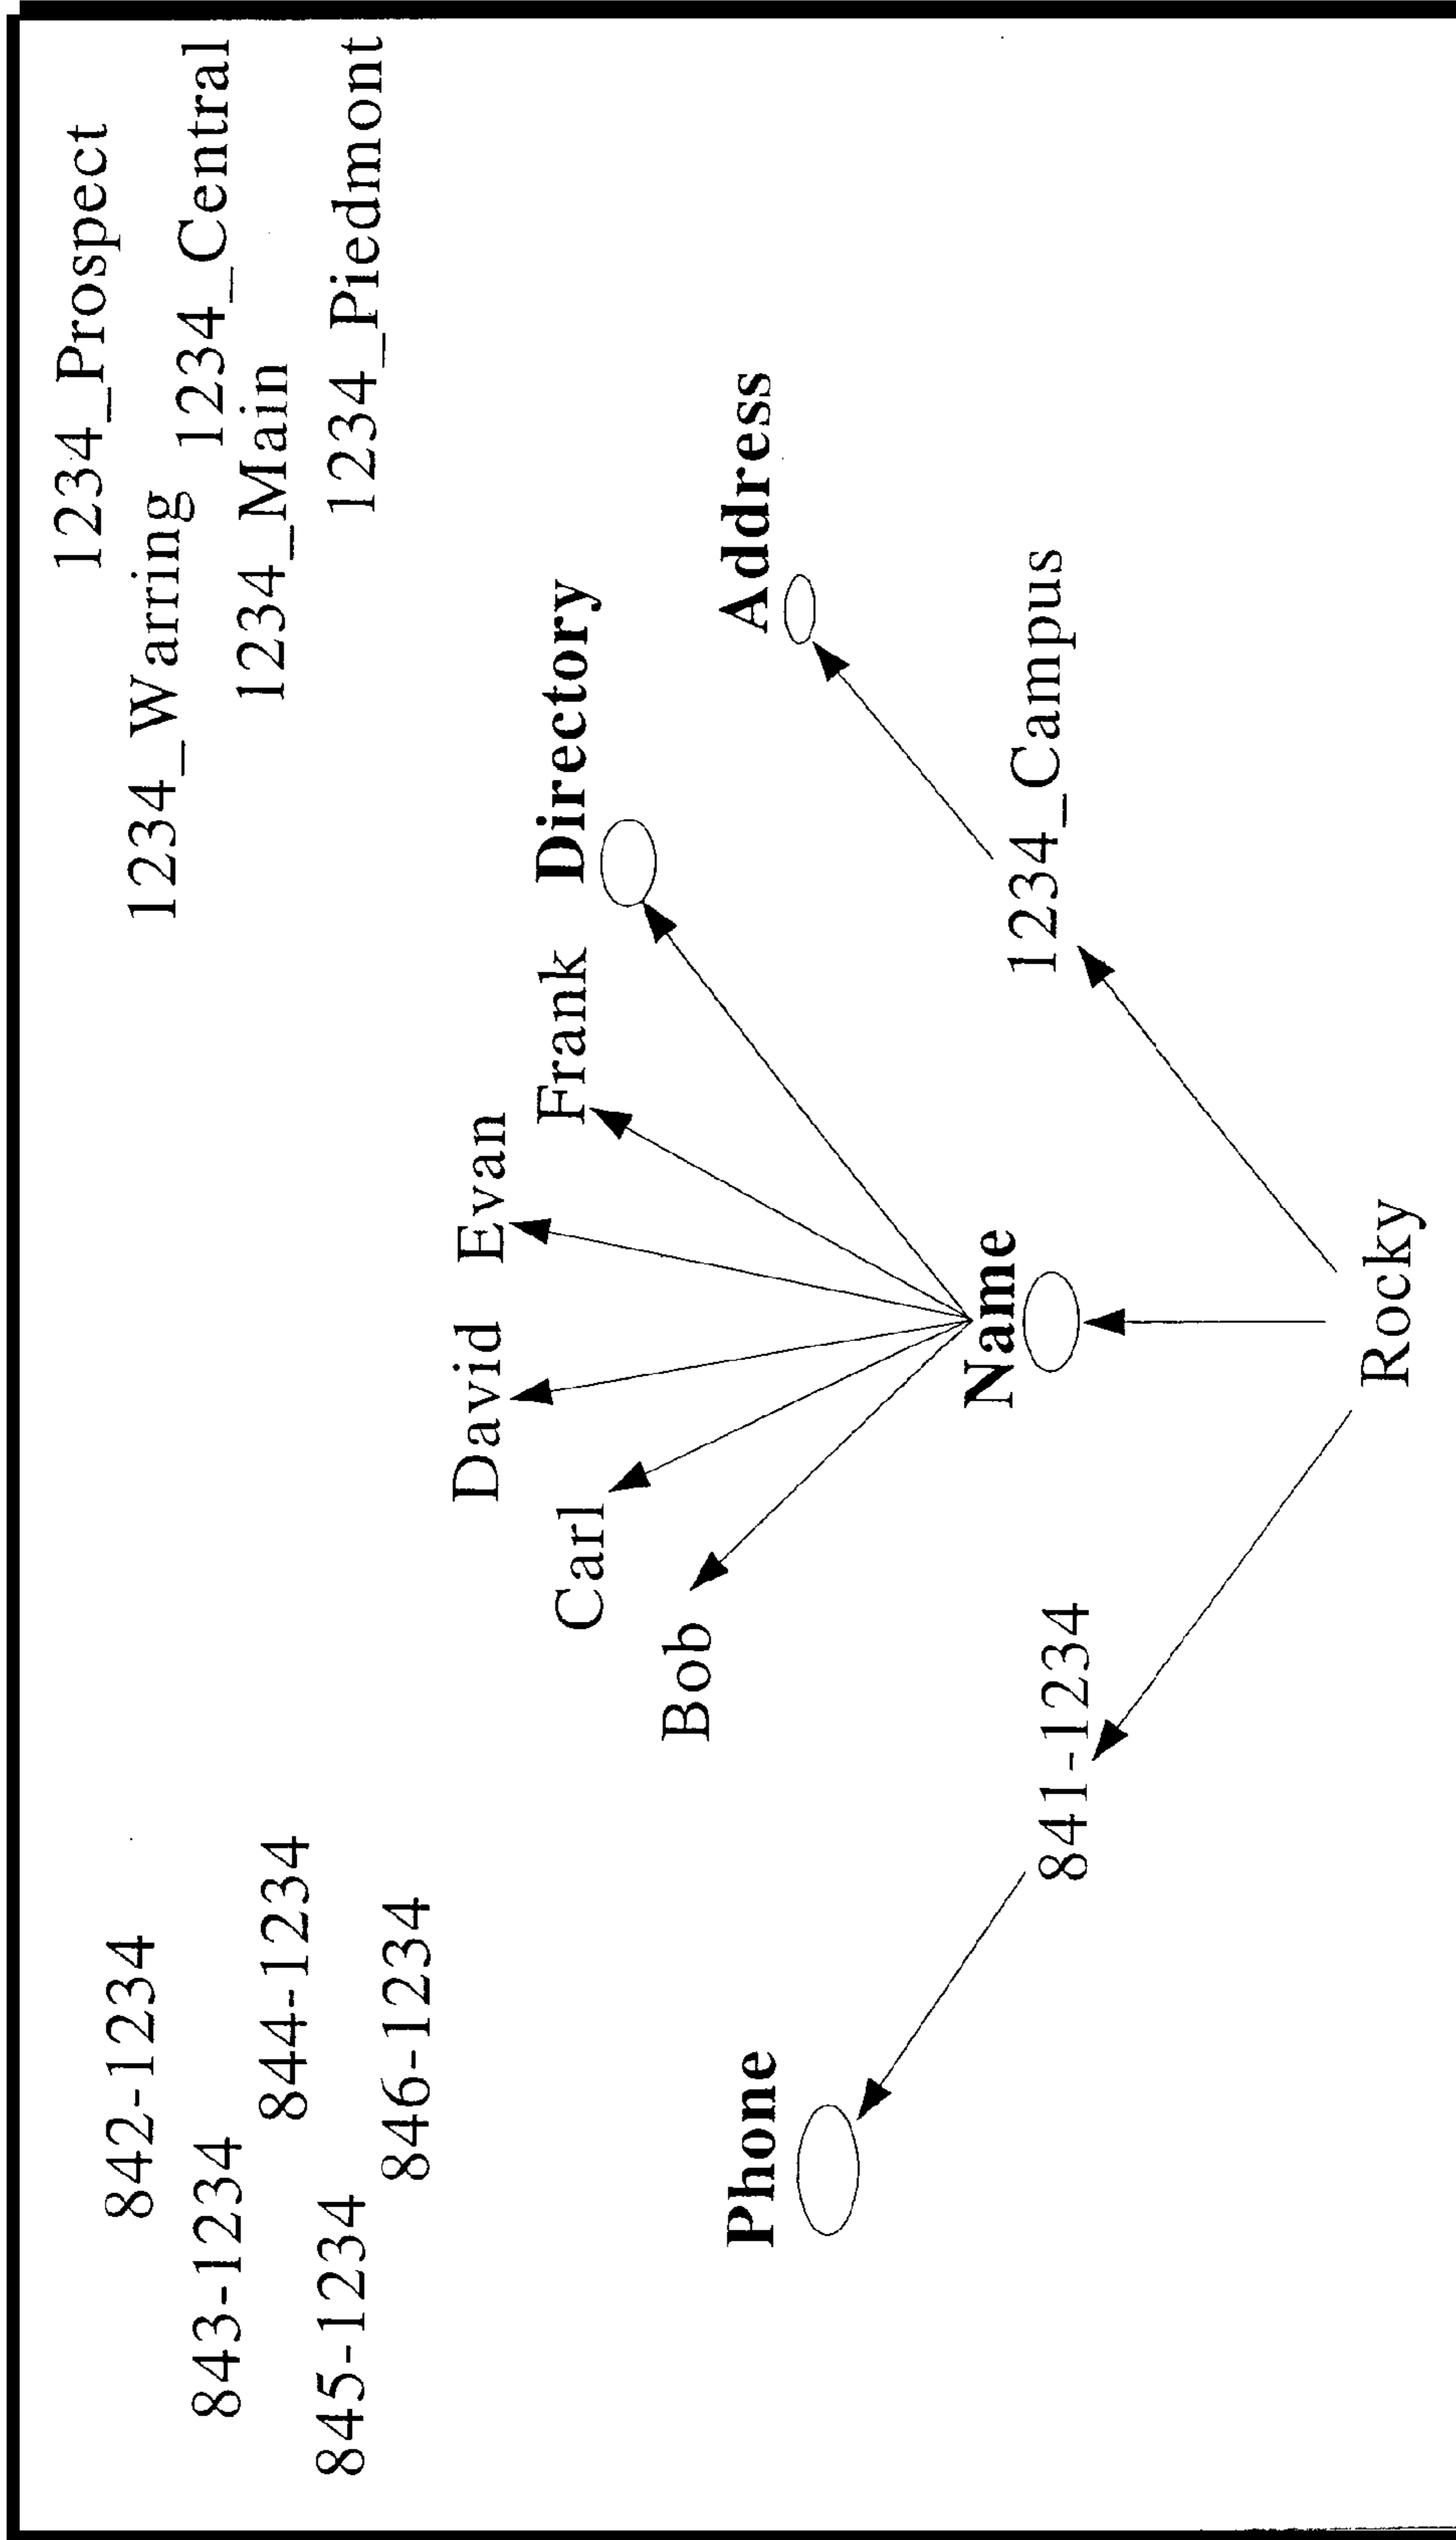 842-1234
1234_Prospect
843-1234
1234_Warring 1234_Central
844-1234
1234_Main
845-1234
1234_Piedmont
846-1234
David Evan
Carl
Frank Directory
Bob
Phone
Address
Name
841-1234
1234_Campus
Rocky